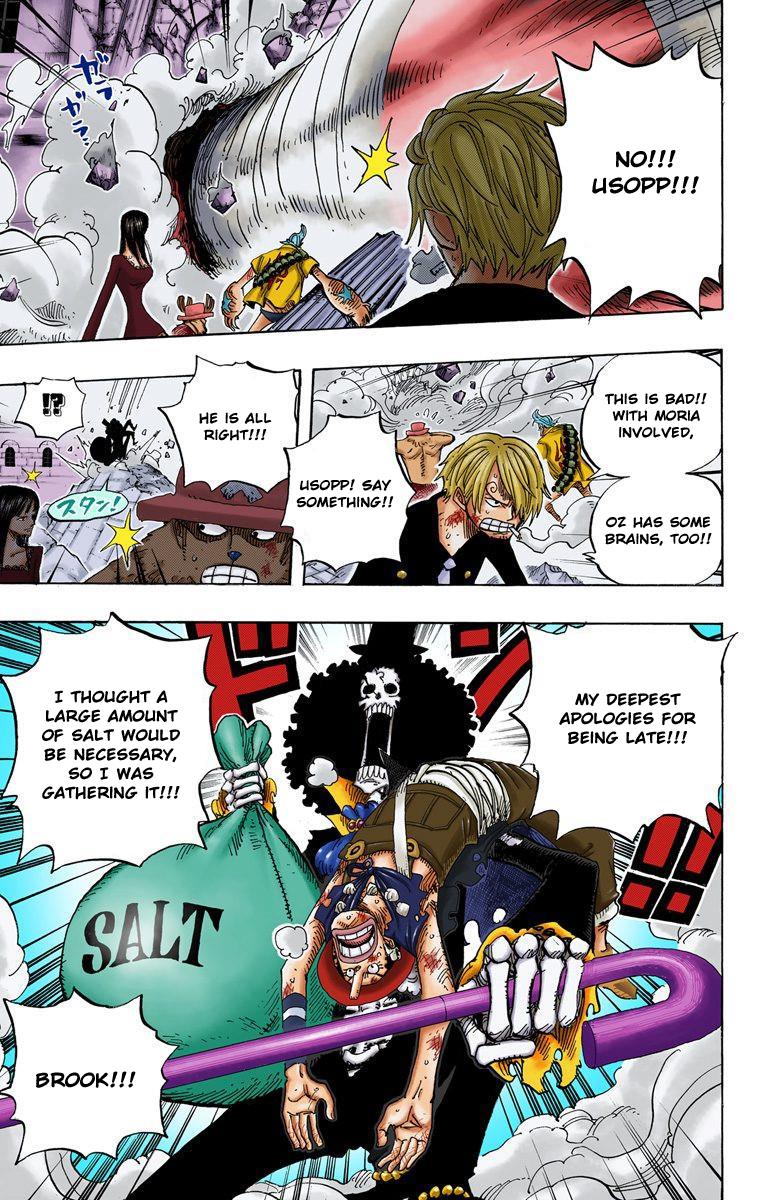 NO!!!
USOPP!!!
ガラ
ガラ
THIS IS BAD!!
WITH MORIA
INVOLVED,
OZ HAS SOME
BRAINS, TOO!!
USOPP! SAY
SOMETHING!!
HE IS ALL
RIGHT!!!
!?
スタン!
MY DEEPEST
APOLOGIES FOR
BEING LATE!!!
I THOUGHT A
LARGE AMOUNT
OF SALT WOULD
BE NECESSARY,
SO I WAS
GATHERING IT!!!
SALT
BROOK!!!